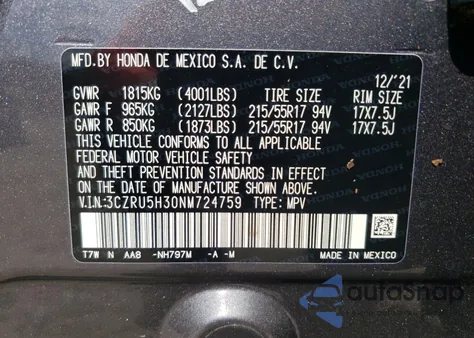 MFD.BY HONDA DE MEXICO S.A. DE C.V.
12/'21
GVWR 1815KG (4001LBS) TIRE SIZE RIM SIZE
GAWR F 965KG (2127LBS) 215/55R17 94V 17X7.5J
GAWR R 850KG (1873LBS) 215/55R17 94V 17X7.5J
THIS VEHICLE CONFORMS TO ALL APPLICABLE
FEDERAL MOTOR VEHICLE SAFETY
AND THEFT PREVENTION STANDARDS IN EFFECT
ON THE DATE OF MANUFACTURE SHOWN ABOVE.
V.I.N:3CZRU5H30NM724759 TYPE: MPV
T7W N AA8 -NH797M -A -M MADE IN MEXICO
autoSnap